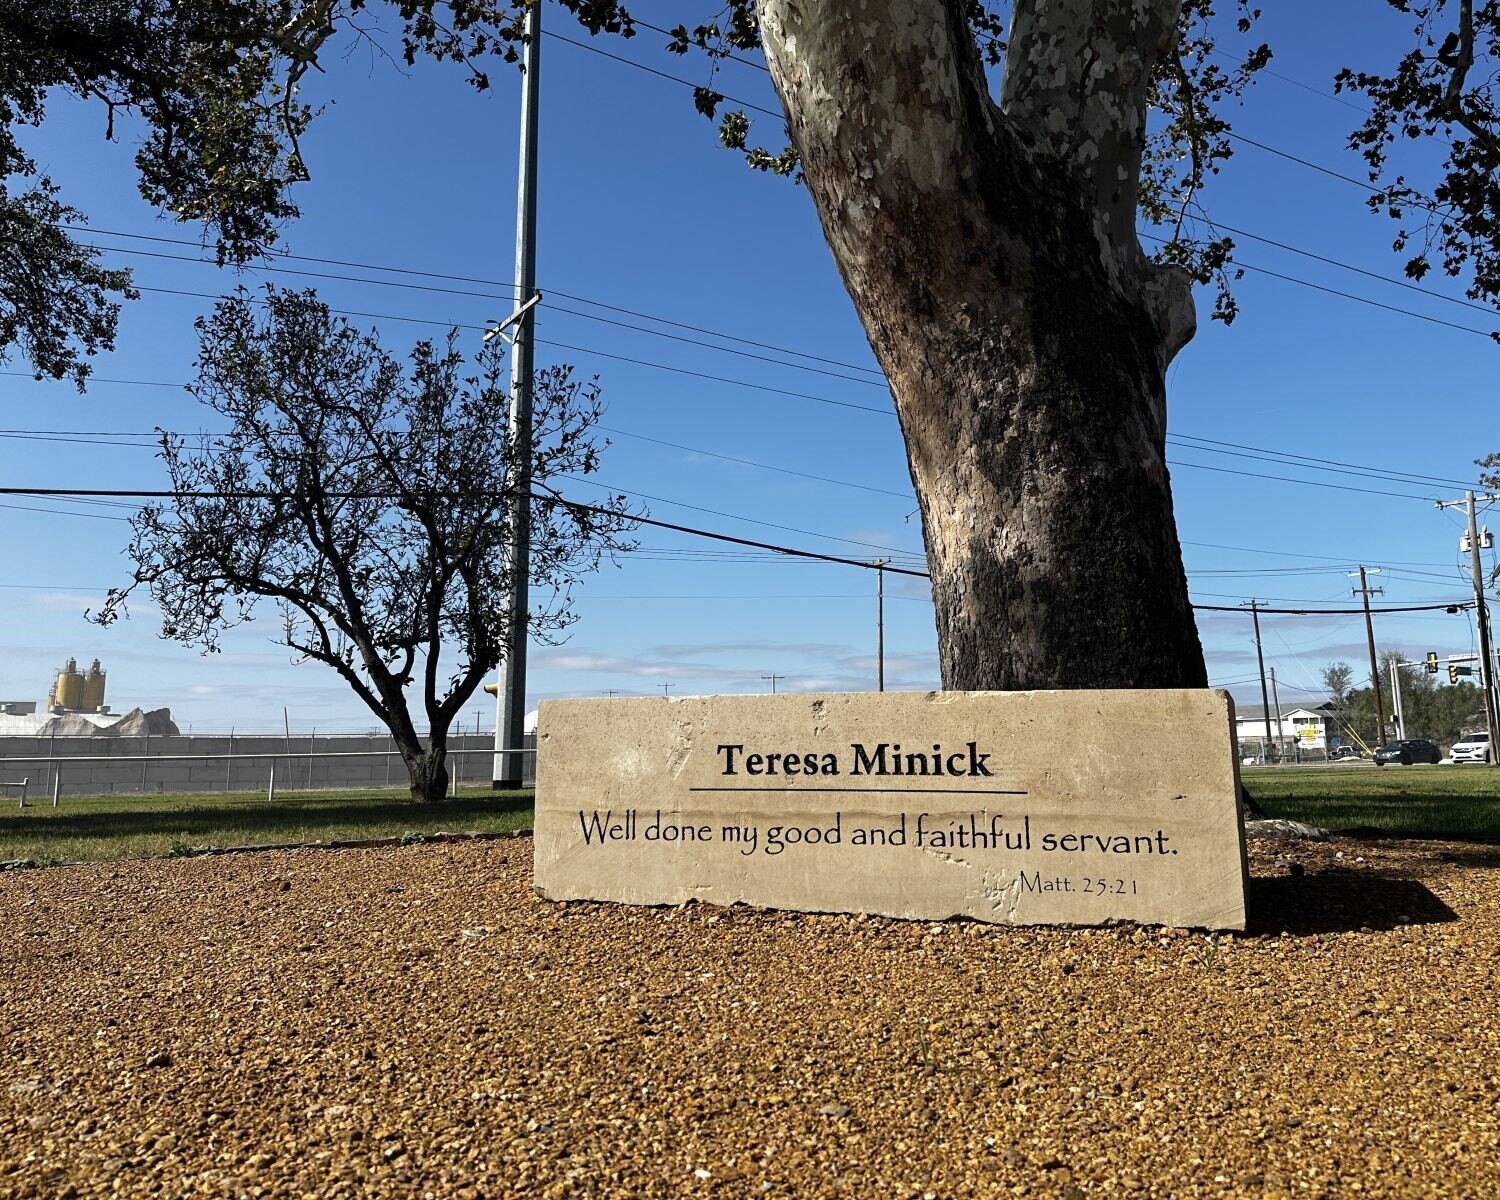 Teresa Minick
Well done my good and faithful servant.
Matt. 25:21